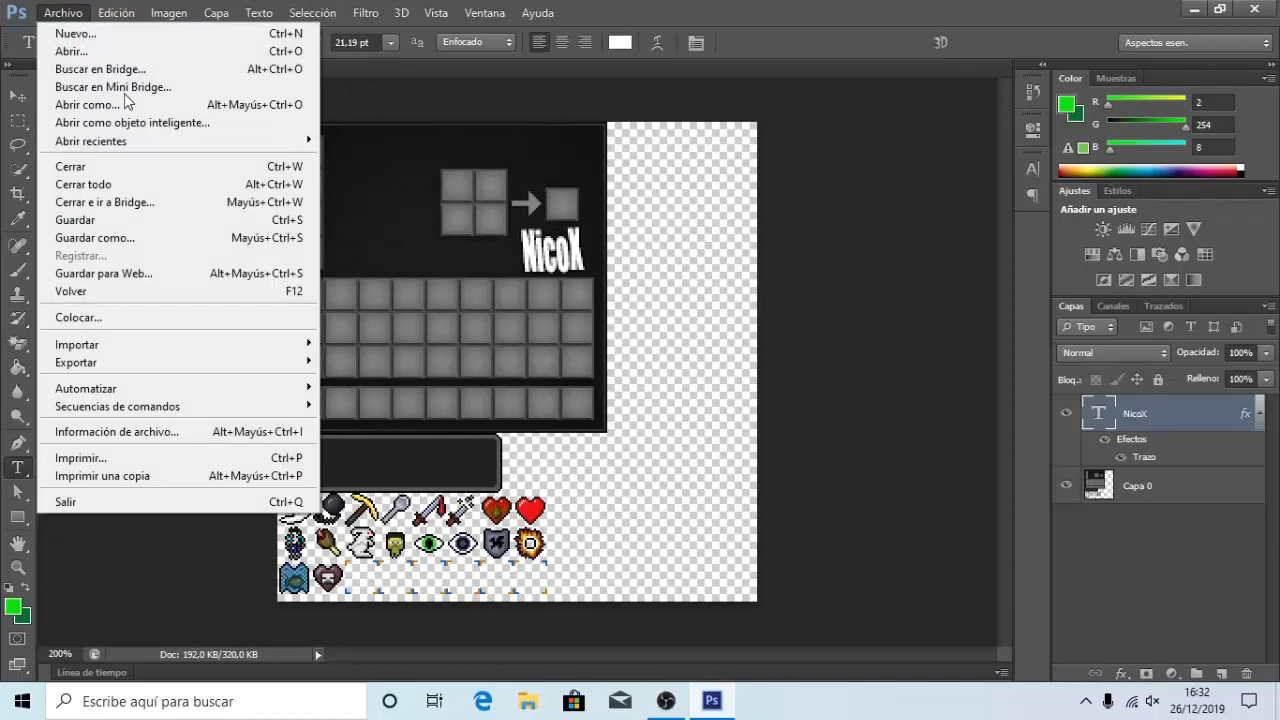 Ps Archivo Edición Imagen Capa Texto Selección Filtro 3D Vista Ventana Ayuda
T 21,19 pt aa Enfocado 3D Aspectos esen.
Nuevo... Ctrl+N
Abrir... Ctrl+O
Buscar en Bridge... Alt+Ctrl+O
Buscar en Mini Bridge...
Abrir como... Alt+Mayús+Ctrl+O
Abrir como objeto inteligente...
Abrir recientes
Cerrar Ctrl+W
Cerrar todo Alt+Ctrl+W
Cerrar e ir a Bridge... Mayús+Ctrl+W
Guardar Ctrl+S
Guardar como... Mayús+Ctrl+S
Registrar...
Guardar para Web... Alt+Mayús+Ctrl+S
Volver F12
Colocar...
Importar
Exportar
Automatizar
Secuencias de comandos
Información de archivo... Alt+Mayús+Ctrl+I
Imprimir... Ctrl+P
Imprimir una copia Alt+Mayús+Ctrl+P
Salir Ctrl+Q
NicoX
Color Muestras
R 2
G 254
B 8
Ajustes Estilos
Añadir un ajuste
Capas Canales Trazados
Tipo
Normal Opacidad: 100%
Bloq.: Relleno: 100%
T NicoX fx
Efectos
Trazo
Capa 0
200% Doc: 192,0 KB/320,0 KB
Línea de tiempo
Escribe aquí para buscar
Ps
16:32
26/12/2019